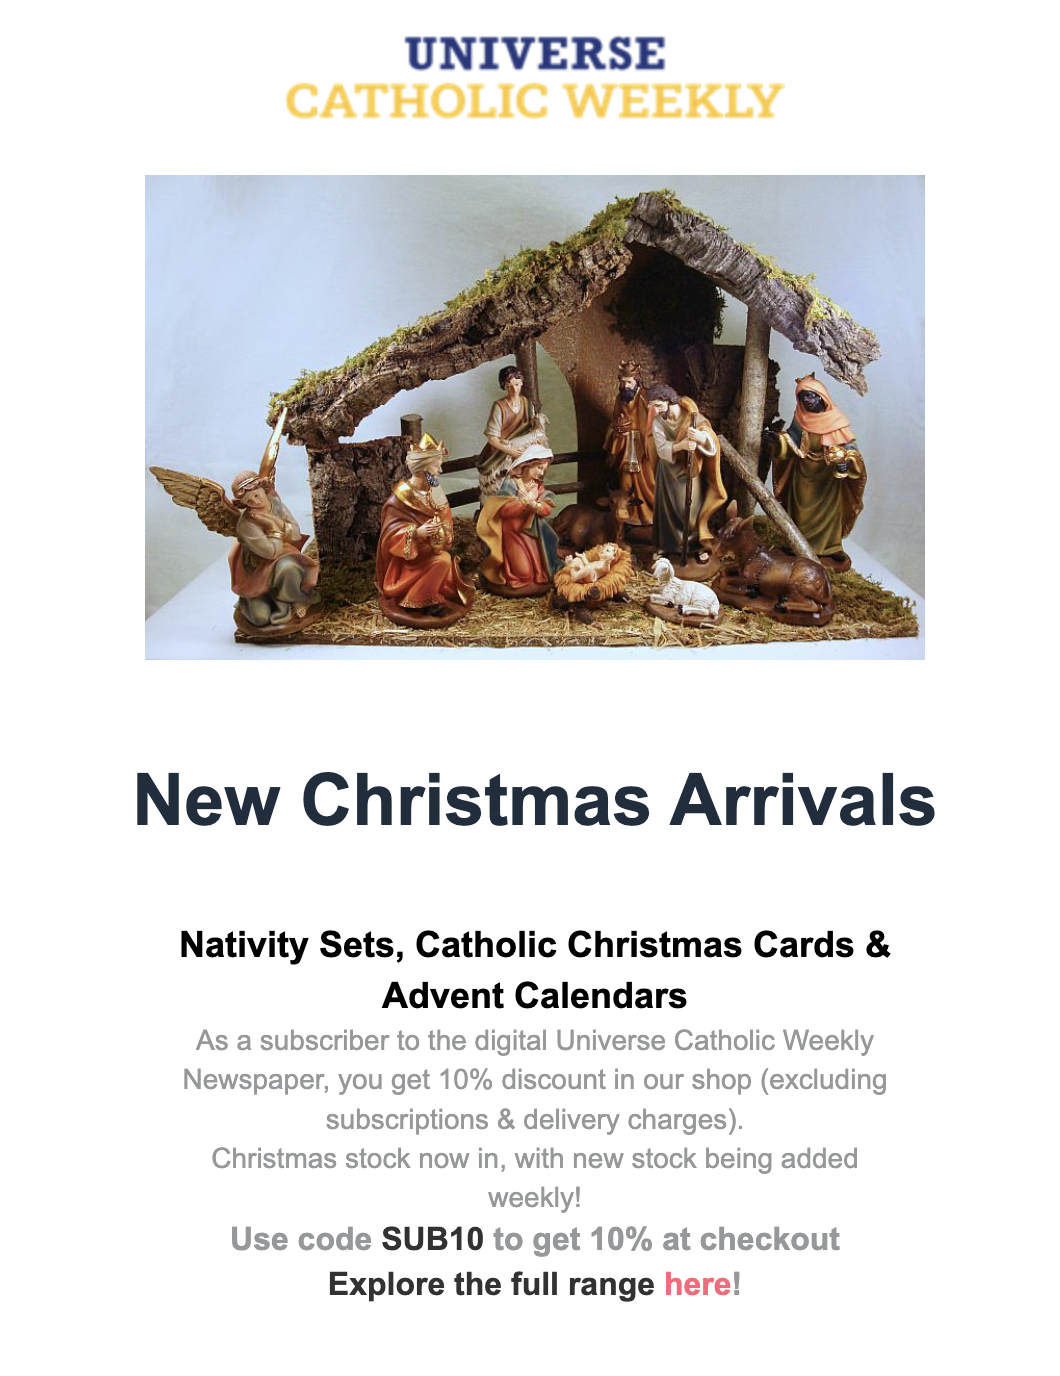 UNIVERSE
CATHOLIC WEEKLY
New Christmas Arrivals
Nativity Sets, Catholic Christmas Cards &
Advent Calendars
As a subscriber to the digital Universe Catholic Weekly
Newspaper, you get 10% discount in our shop (excluding
subscriptions & delivery charges).
Christmas stock now in, with new stock being added
weekly!
Use code SUB10 to get 10% at checkout
Explore the full range here!